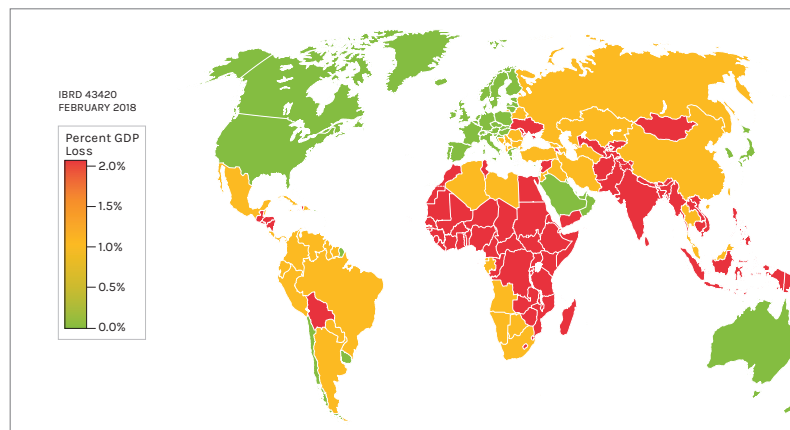 IBRD 43420
FEBRUARY 2018
Percent GDP
Loss
2.0%
1.5%
1.0%
0.5%
0.0%